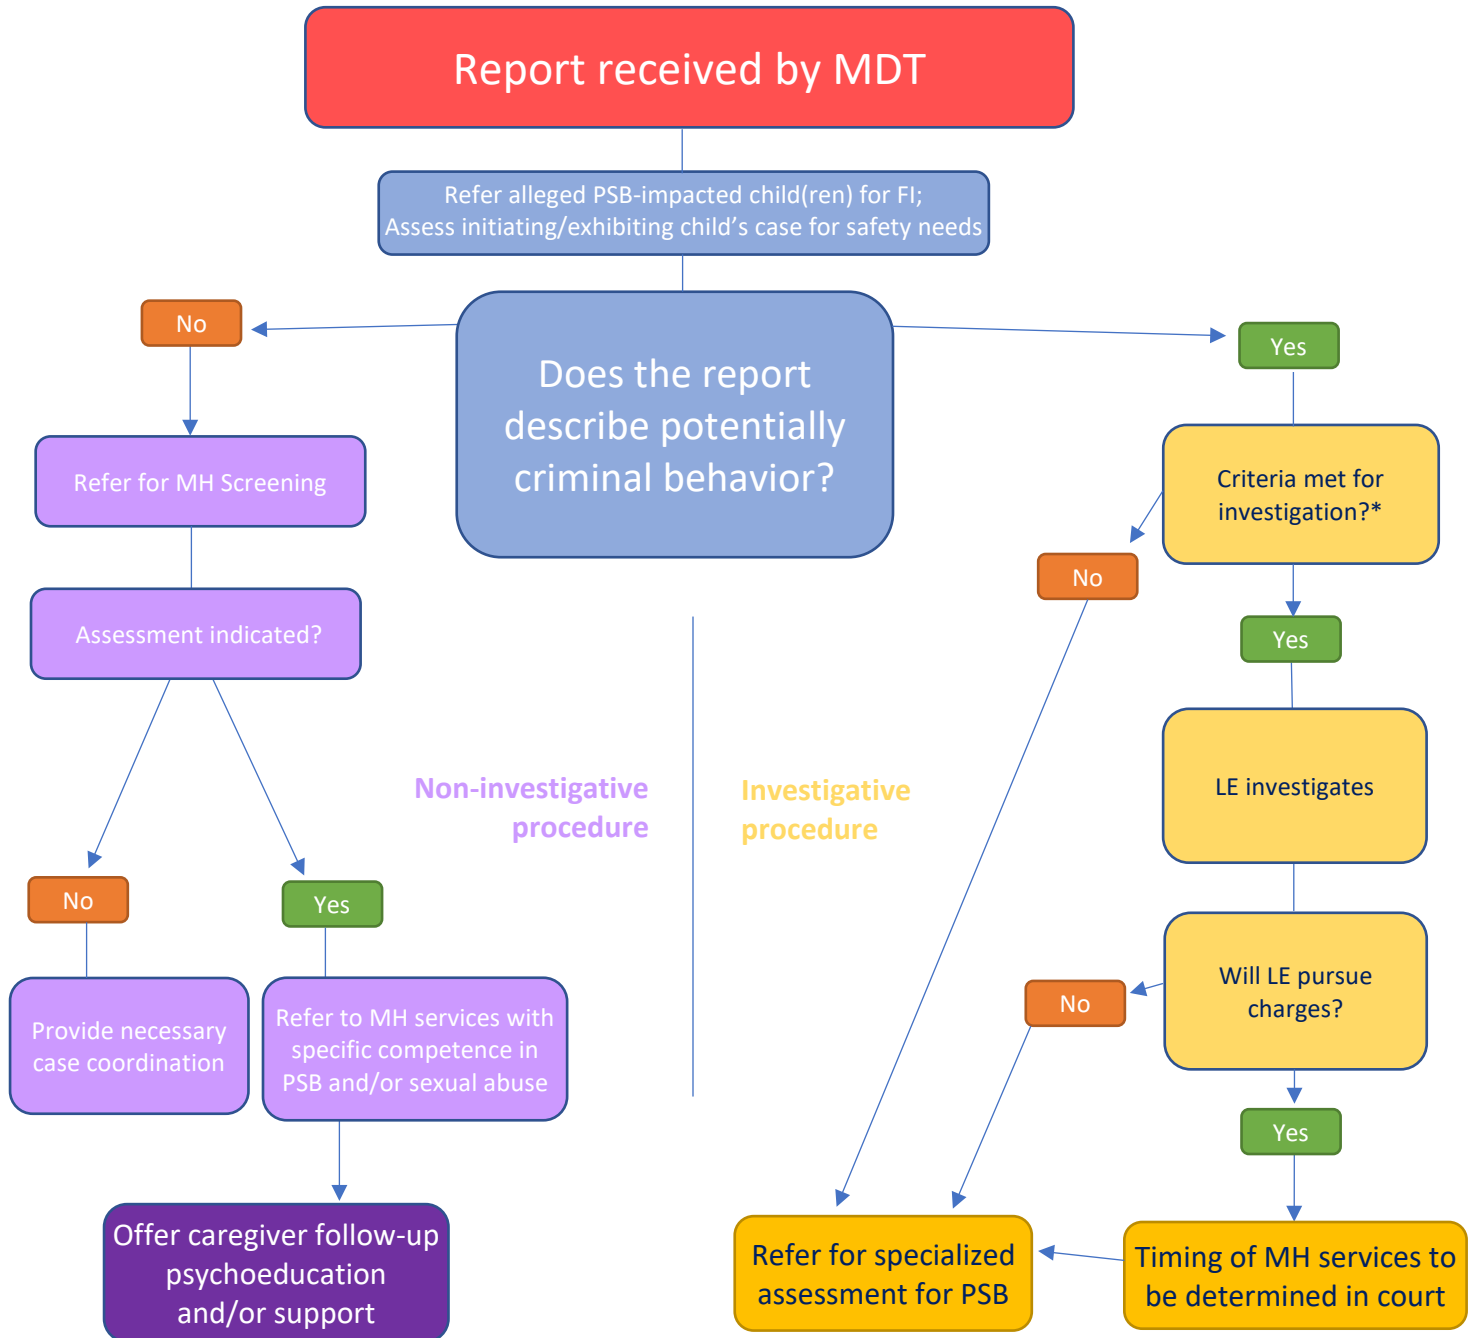 Report received by MDT
Refer alleged PSB-impacted child(ren) for FI;
Assess initiating/exhibiting child's case for safety needs
No
Does the report
describe potentially
criminal behavior?
Yes
Refer for MH Screening
Criteria met for
investigation?*
No
Assessment indicated?
Yes
Non-investigative
procedure
Investigative
procedure
LE investigates
No
Yes
Provide necessary
case coordination
Refer to MH services with
specific competence in
PSB and/or sexual abuse
No
Will LE pursue
charges?
Yes
Offer caregiver follow-up
psychoeducation
and/or support
Refer for specialized
assessment for PSB
Timing of MH services to
be determined in court